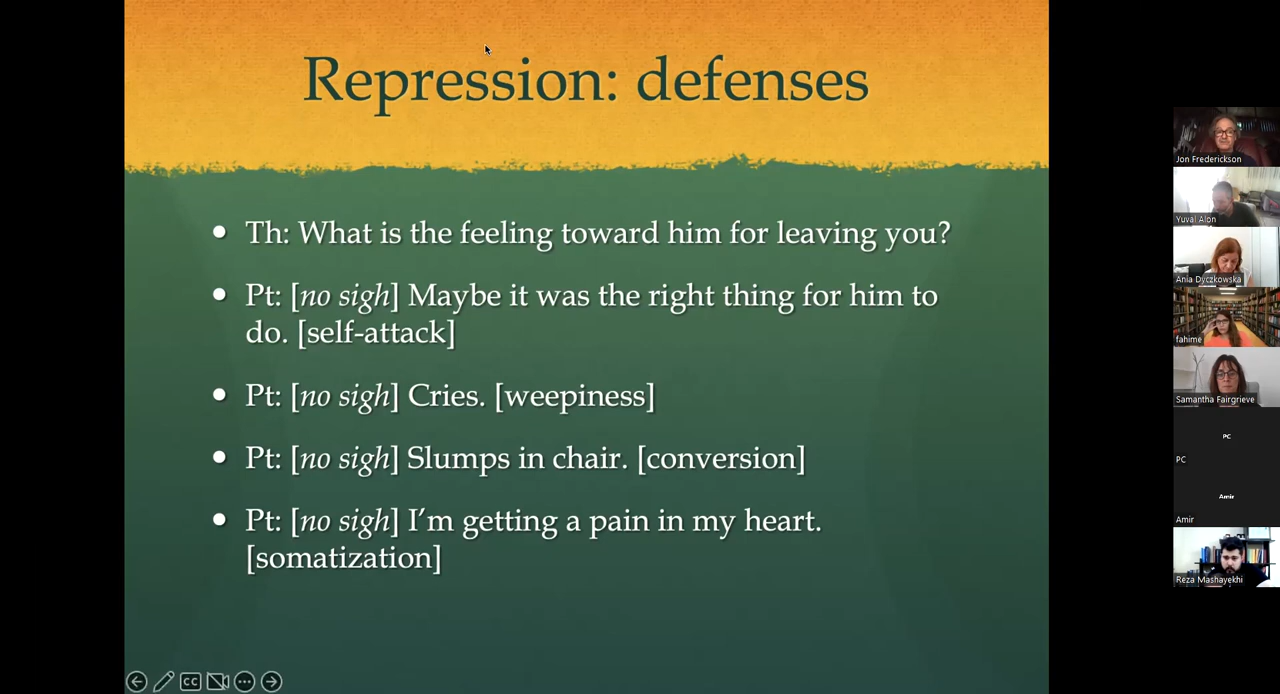 Repression: defenses
Th: What is the feeling toward him for leaving you?
Pt: [no sigh] Maybe it was the right thing for him to
do. [self-attack]
Pt: [no sigh] Cries. [weepiness]
Pt: [no sigh] Slumps in chair. [conversion]
Pt: [no sigh] I’m getting a pain in my heart.
[somatization]
CC
Jon Frederickson
Yuval Alon
Ania Dyczkowska
fahime
Samantha Fairgrieve
PC
PC
Amir
Amir
Reza Mashayekhi